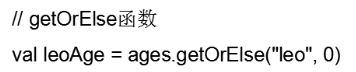 // getOrElse函数
val leoAge = ages.getOrElse("leo", 0)